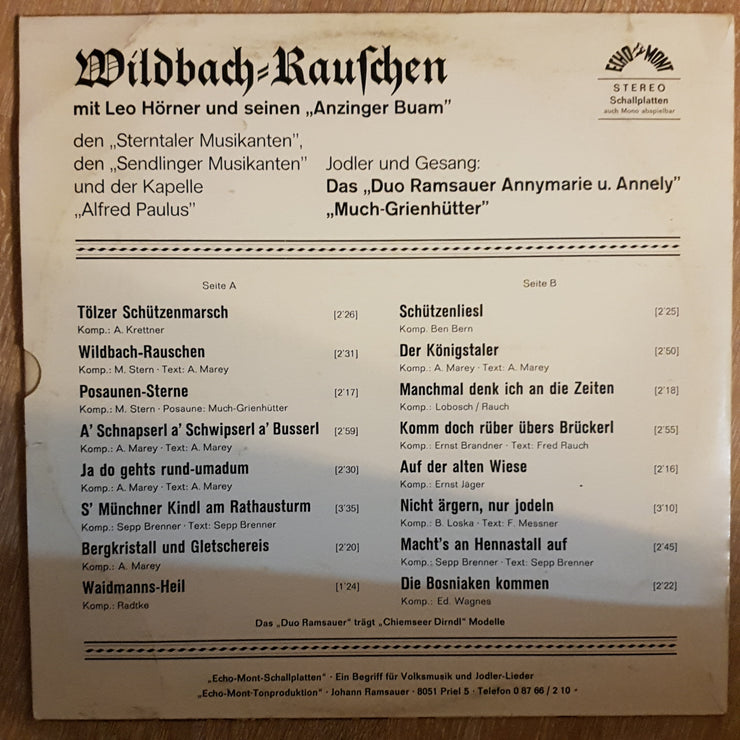 Wildbach-Rauſchen
ECHO MONT
STEREO
Schallplatten
auch Mono abspielbar
mit Leo Hörner und seinen „Anzinger Buam"
den „Sterntaler Musikanten",
den „Sendlinger Musikanten"
und der Kapelle
„Alfred Paulus"
Jodler und Gesang:
Das „Duo Ramsauer Annymarie u. Annely"
„Much-Grienhütter"
Seite A
Tölzer Schützenmarsch [2'26]
Komp.: A. Krettner
Wildbach-Rauschen [2'31]
Komp.: M. Stern · Text: A. Marey
Posaunen-Sterne [2'17]
Komp.: M. Stern · Posaune: Much-Grienhütter
A' Schnapserl a' Schwipserl a' Busserl [2'59]
Komp.: A. Marey · Text: A. Marey
Ja do gehts rund-umadum [2'30]
Komp.: A. Marey · Text: A. Marey
S' Münchner Kindl am Rathausturm [3'35]
Komp.: Sepp Brenner · Text: Sepp Brenner
Bergkristall und Gletschereis [2'20]
Komp.: A. Marey
Waidmanns-Heil [1'24]
Komp.: Radtke
Seite B
Schützenliesl [2'25]
Komp. Ben Bern
Der Königstaler [2'50]
Komp.: A. Marey · Text: A. Marey
Manchmal denk ich an die Zeiten [2'18]
Komp.: Lobosch / Rauch
Komm doch rüber übers Brückerl [2'55]
Komp.: Ernst Brandner · Text: Fred Rauch
Auf der alten Wiese [2'16]
Komp.: Ernst Jäger
Nicht ärgern, nur jodeln [3'10]
Komp.: B. Loska · Text: F. Messner
Macht's an Hennastall auf [2'45]
Komp.: Sepp Brenner · Text: Sepp Brenner
Die Bosniaken kommen [2'22]
Komp.: Ed. Wagnes
Das „Duo Ramsauer" trägt „Chiemseer Dirndl" Modelle
„Echo-Mont-Schallplatten" · Ein Begriff für Volksmusik und Jodler-Lieder
„Echo-Mont-Tonproduktion" · Johann Ramsauer · 8051 Priel 5 · Telefon 0 87 66 / 2 10